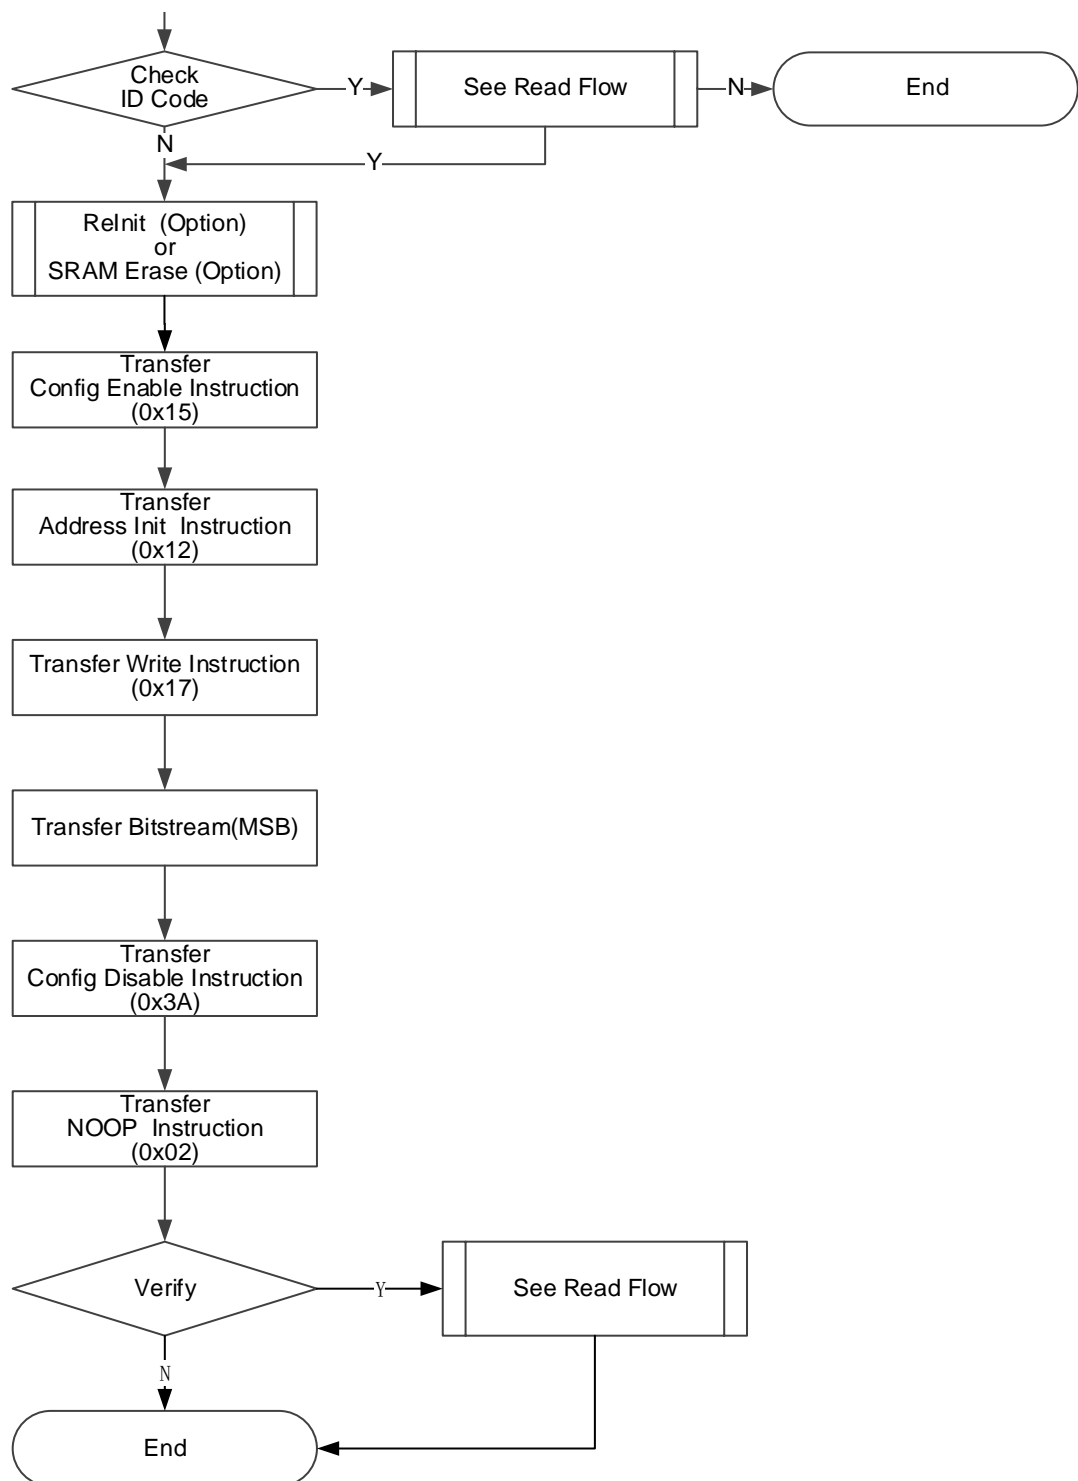 Check
ID Code
Y
See Read Flow
N
End
N
Y
ReInit (Option)
or
SRAM Erase (Option)
Transfer
Config Enable Instruction
(0x15)
Transfer
Address Init Instruction
(0x12)
Transfer Write Instruction
(0x17)
Transfer Bitstream(MSB)
Transfer
Config Disable Instruction
(0x3A)
Transfer
NOOP Instruction
(0x02)
Verify
Y
See Read Flow
N
End